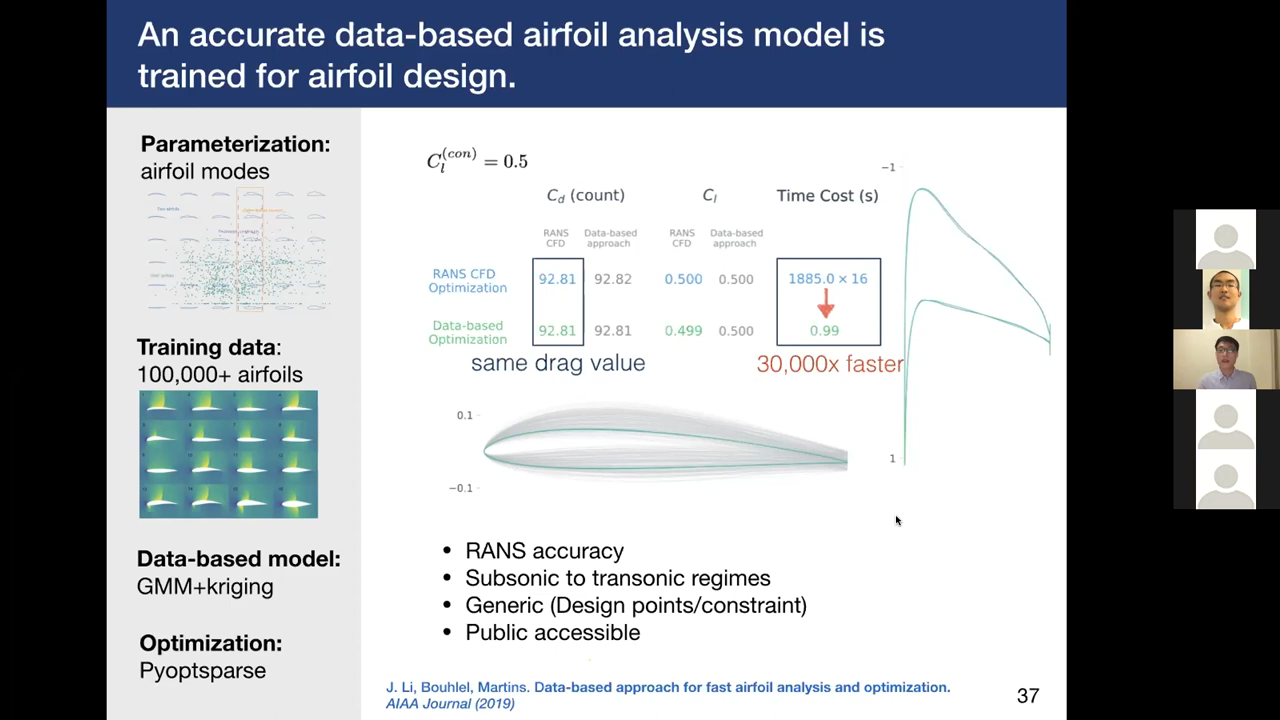 An accurate data-based airfoil analysis model is
trained for airfoil design.
Parameterization:
airfoil modes
Training data:
100,000+ airfoils
Data-based model:
GMM+kriging
Optimization:
Pyoptsparse
C_l^(con) = 0.5
C_d (count) C_l Time Cost (s)
RANS CFD Data-based approach RANS CFD Data-based approach
RANS CFD Optimization 92.81 92.82 0.500 0.500 1885.0 × 16
Data-based Optimization 92.81 92.81 0.499 0.500 0.99
same drag value 30,000x faster
0.1
−0.1
−1
1
• RANS accuracy
• Subsonic to transonic regimes
• Generic (Design points/constraint)
• Public accessible
J. Li, Bouhlel, Martins. Data-based approach for fast airfoil analysis and optimization.
AIAA Journal (2019)
37